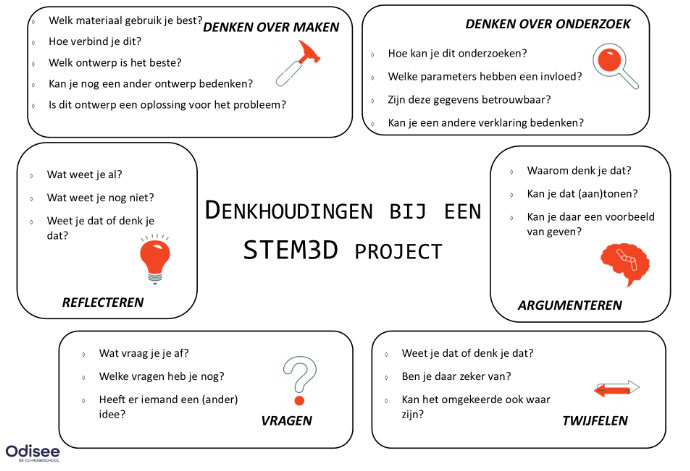 Welk materiaal gebruik je best?
DENKEN OVER MAKEN
Hoe verbind je dit?
Welk ontwerp is het beste?
Kan je nog een ander ontwerp bedenken?
Is dit ontwerp een oplossing voor het probleem?
DENKEN OVER ONDERZOEK
Hoe kan je dit onderzoeken?
Welke parameters hebben een invloed?
Zijn deze gegevens betrouwbaar?
Kan je een andere verklaring bedenken?
Wat weet je al?
Wat weet je nog niet?
Weet je dat of denk je
dat?
REFLECTEREN
DENKHOUDINGEN BIJ EEN
STEM3D PROJECT
Waarom denk je dat?
Kan je dat (aan)tonen?
Kan je daar een voorbeeld
van geven?
ARGUMENTEREN
Wat vraag je je af?
Welke vragen heb je nog?
Heeft er iemand een (ander)
idee?
VRAGEN
Weet je dat of denk je dat?
Ben je daar zeker van?
Kan het omgekeerde ook waar
zijn?
TWIJFELEN
Odisee
DE CO-HOGESCHOOL